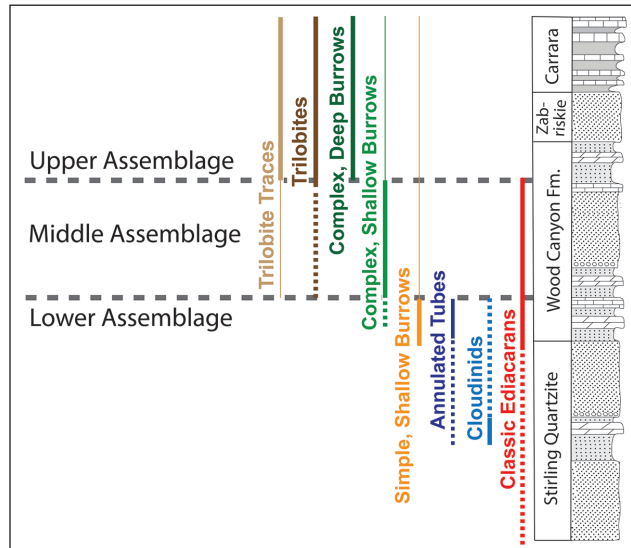 Upper Assemblage
Middle Assemblage
Lower Assemblage
Trilobite Traces
Trilobites
Complex, Deep Burrows
Complex, Shallow Burrows
Simple, Shallow Burrows
Annulated Tubes
Cloudinids
Classic Ediacarans
Carrara
Zab-
riskie
Wood Canyon Fm.
Stirling Quartzite